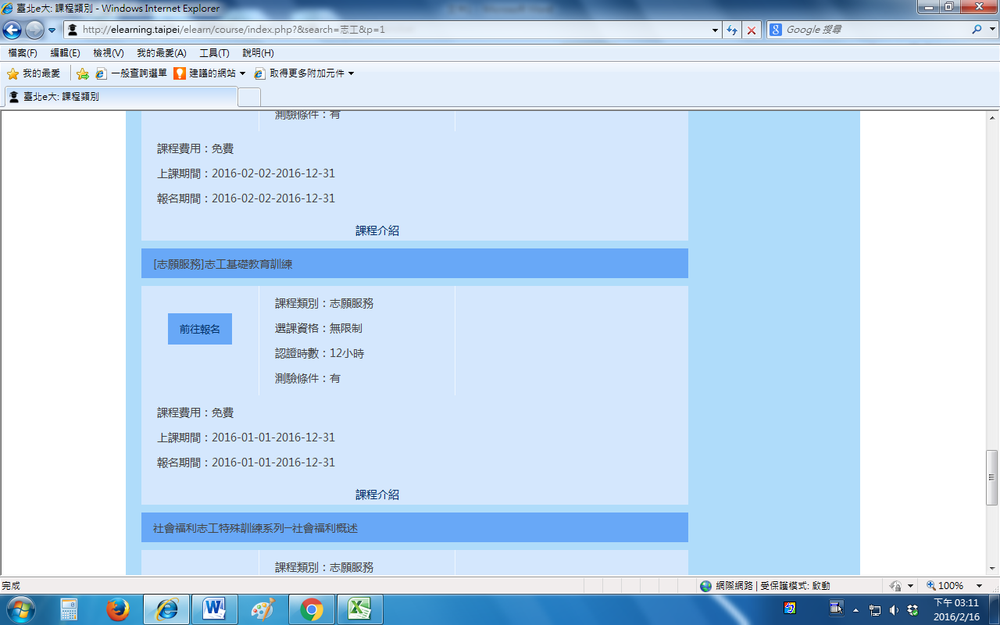 臺北e大: 課程類別 - Windows Internet Explorer
http://elearning.taipei/elearn/course/index.php?&search=志工&p=1
Google 搜尋
檔案(F) 編輯(E) 檢視(V) 我的最愛(A) 工具(T) 說明(H)
我的最愛 一般查詢選單 建議的網站 取得更多附加元件
臺北e大: 課程類別
測驗條件：有
課程費用：免費
上課期間：2016-02-02-2016-12-31
報名期間：2016-02-02-2016-12-31
課程介紹
[志願服務]志工基礎教育訓練
前往報名
課程類別：志願服務
選課資格：無限制
認證時數：12小時
測驗條件：有
課程費用：免費
上課期間：2016-01-01-2016-12-31
報名期間：2016-01-01-2016-12-31
課程介紹
社會福利志工特殊訓練系列─社會福利概述
課程類別：志願服務
完成
網際網路 | 受保護模式: 啟動
100%
下午 03:11
2016/2/16